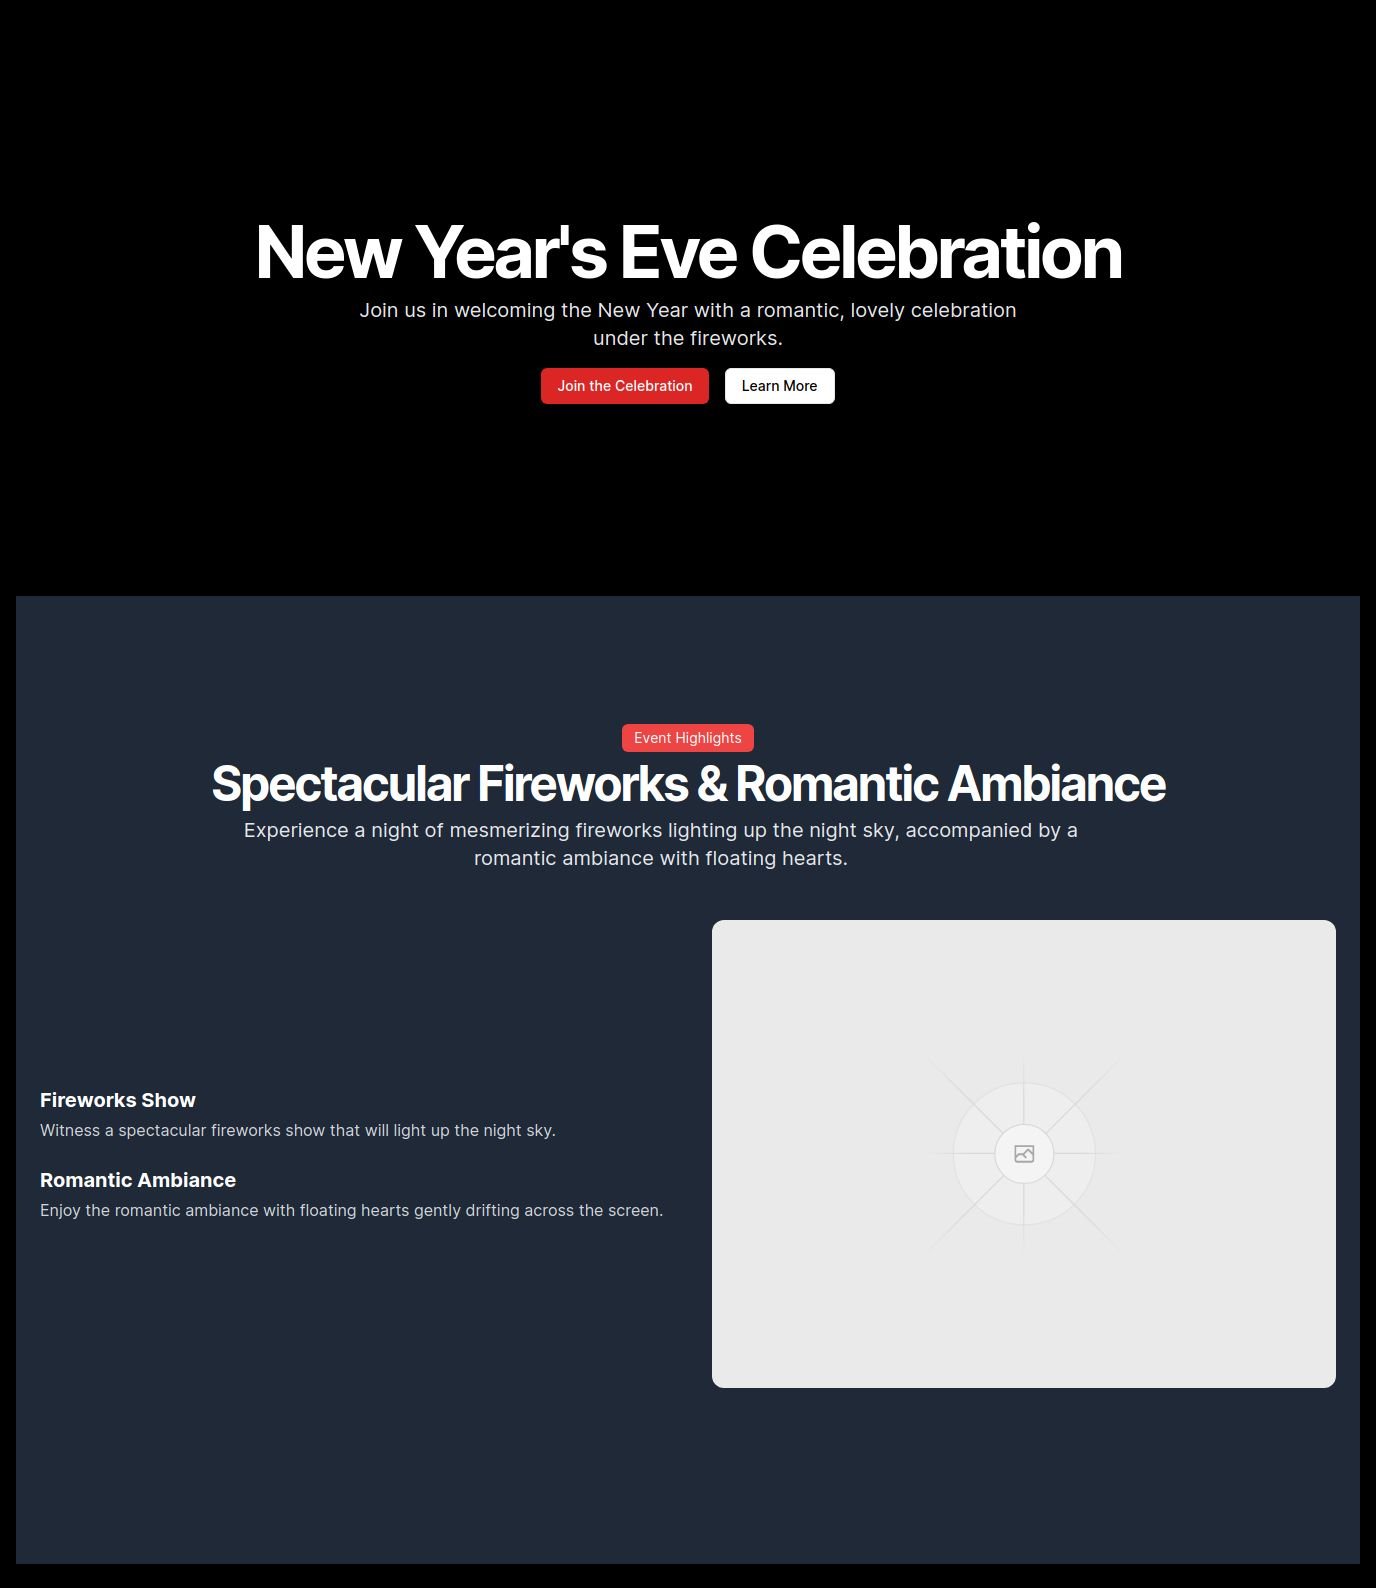 New Year's Eve Celebration
Join us in welcoming the New Year with a romantic, lovely celebration
under the fireworks.
Join the Celebration
Learn More
Event Highlights
Spectacular Fireworks & Romantic Ambiance
Experience a night of mesmerizing fireworks lighting up the night sky, accompanied by a
romantic ambiance with floating hearts.
Fireworks Show
Witness a spectacular fireworks show that will light up the night sky.
Romantic Ambiance
Enjoy the romantic ambiance with floating hearts gently drifting across the screen.